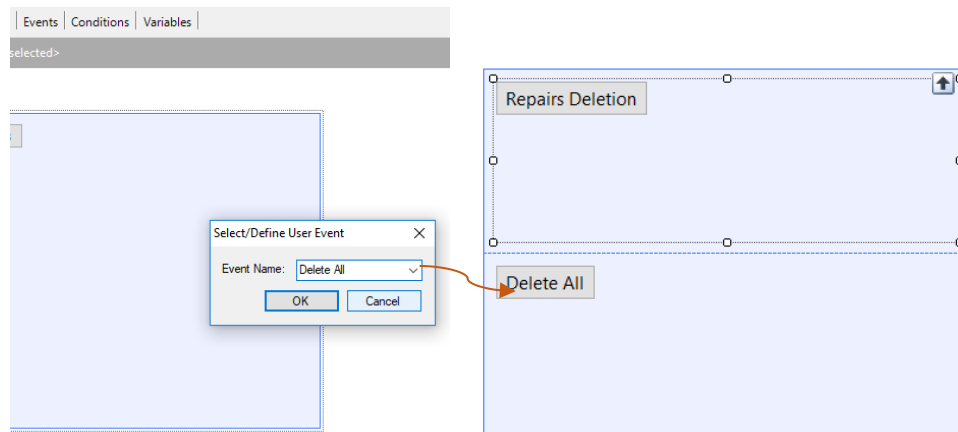 Events Conditions Variables
selected>
Select/Define User Event
Event Name: Delete All
OK Cancel
Repairs Deletion
Delete All